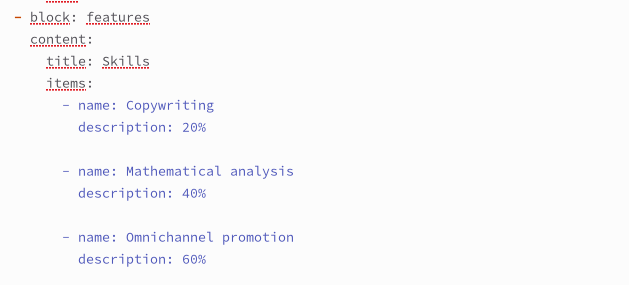 - block: features
content:
title: Skills
items:
- name: Copywriting
description: 20%
- name: Mathematical analysis
description: 40%
- name: Omnichannel promotion
description: 60%